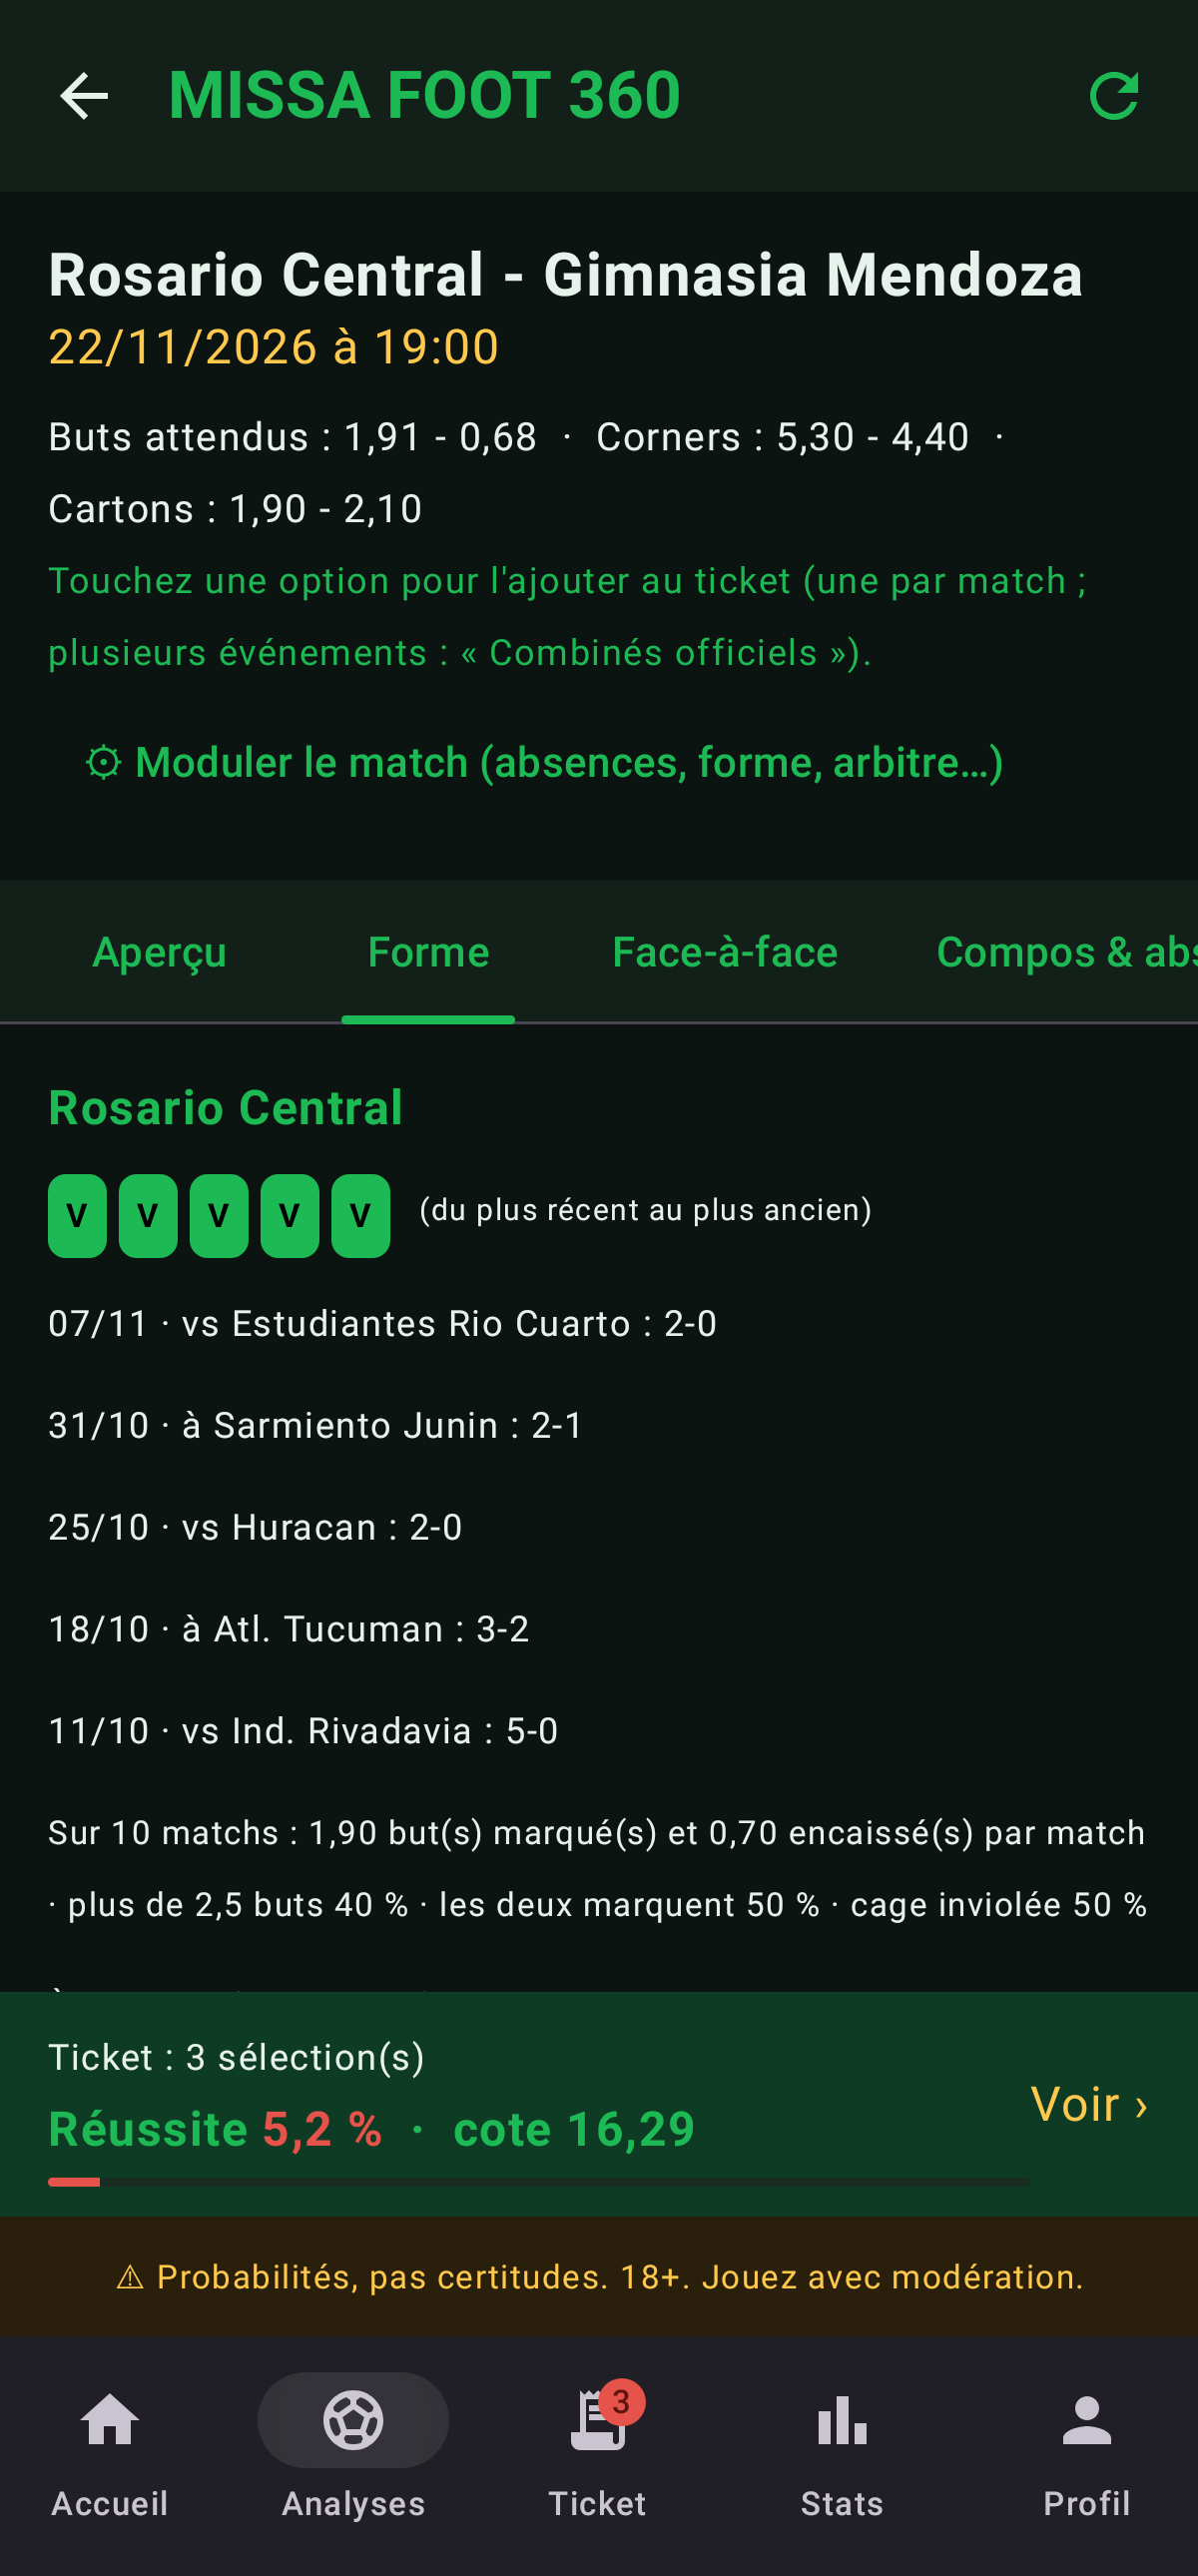 MISSA FOOT 360
Rosario Central - Gimnasia Mendoza
22/11/2026 à 19:00
Buts attendus : 1,91 - 0,68 · Corners : 5,30 - 4,40 ·
Cartons : 1,90 - 2,10
Touchez une option pour l'ajouter au ticket (une par match ;
plusieurs événements : « Combinés officiels »).
Moduler le match (absences, forme, arbitre…)
Aperçu Forme Face-à-face Compos & abs
Rosario Central
V V V V V (du plus récent au plus ancien)
07/11 · vs Estudiantes Rio Cuarto : 2-0
31/10 · à Sarmiento Junin : 2-1
25/10 · vs Huracan : 2-0
18/10 · à Atl. Tucuman : 3-2
11/10 · vs Ind. Rivadavia : 5-0
Sur 10 matchs : 1,90 but(s) marqué(s) et 0,70 encaissé(s) par match
· plus de 2,5 buts 40 % · les deux marquent 50 % · cage inviolée 50 %
Ticket : 3 sélection(s)
Réussite 5,2 % · cote 16,29
Voir ›
⚠ Probabilités, pas certitudes. 18+. Jouez avec modération.
3
Accueil Analyses Ticket Stats Profil